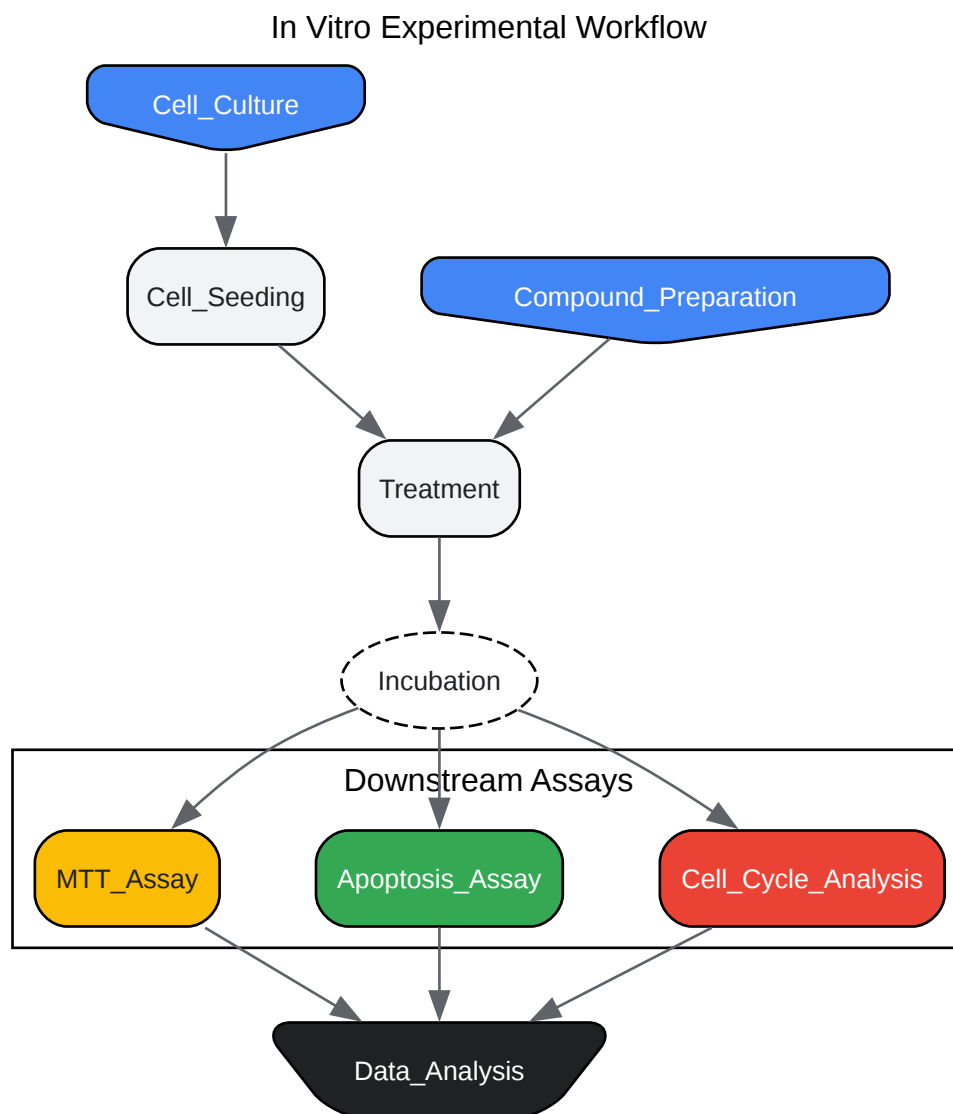 In Vitro Experimental Workflow
Cell_Culture
Cell_Seeding
Compound_Preparation
Treatment
Incubation
Downstream Assays
MTT_Assay
Apoptosis_Assay
Cell_Cycle_Analysis
Data_Analysis